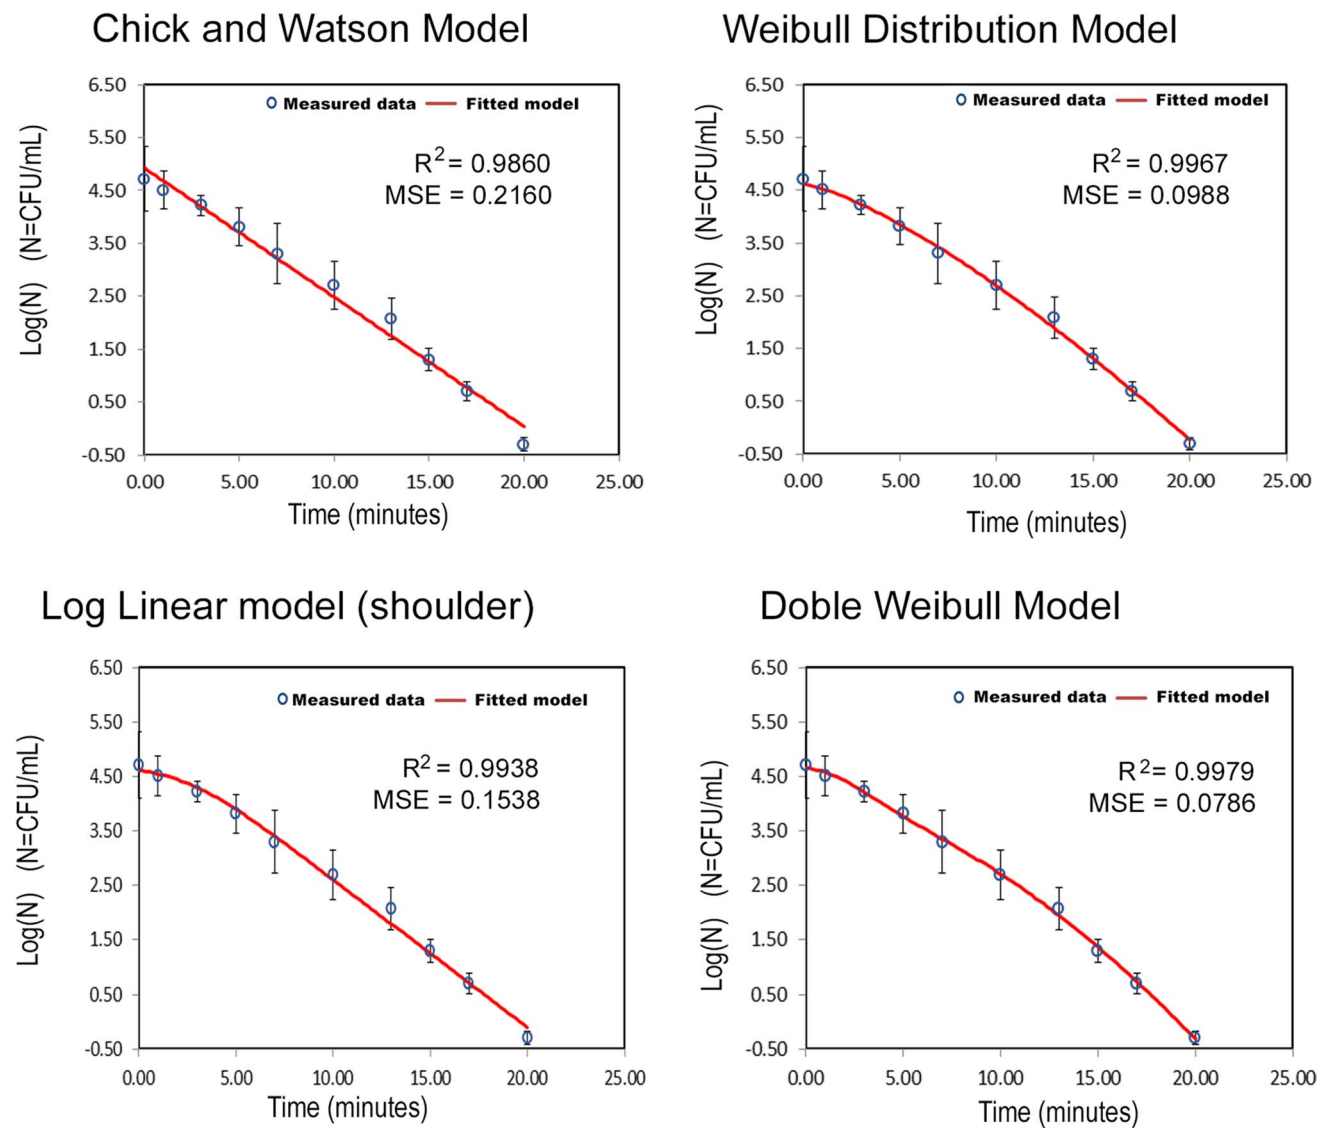 Chick and Watson Model
6.50
5.50
4.50
3.50
2.50
1.50
0.50
-0.50
Log(N) (N=CFU/mL)
Measured data Fitted model
R2 = 0.9860
MSE = 0.2160
0.00 5.00 10.00 15.00 20.00 25.00
Time (minutes)
Weibull Distribution Model
6.50
5.50
4.50
3.50
2.50
1.50
0.50
-0.50
Log(N) (N=CFU/mL)
Measured data Fitted model
R2 = 0.9967
MSE = 0.0988
0.00 5.00 10.00 15.00 20.00 25.00
Time (minutes)
Log Linear model (shoulder)
6.50
5.50
4.50
3.50
2.50
1.50
0.50
-0.50
Log(N) (N=CFU/mL)
Measured data Fitted model
R2 = 0.9938
MSE = 0.1538
0.00 5.00 10.00 15.00 20.00 25.00
Time (minutes)
Doble Weibull Model
6.50
5.50
4.50
3.50
2.50
1.50
0.50
-0.50
Log(N) (N=CFU/mL)
Measured data Fitted model
R2= 0.9979
MSE = 0.0786
0.00 5.00 10.00 15.00 20.00 25.00
Time (minutes)